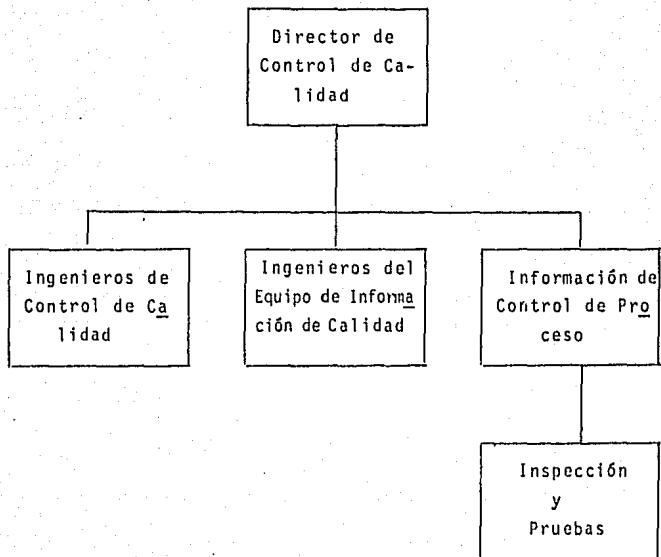 Director de
Control de Ca-
lidad
Ingenieros de
Control de Ca
lidad
Ingenieros del
Equipo de Informa
ción de Calidad
Información de
Control de Pro
ceso
Inspección
y
Pruebas